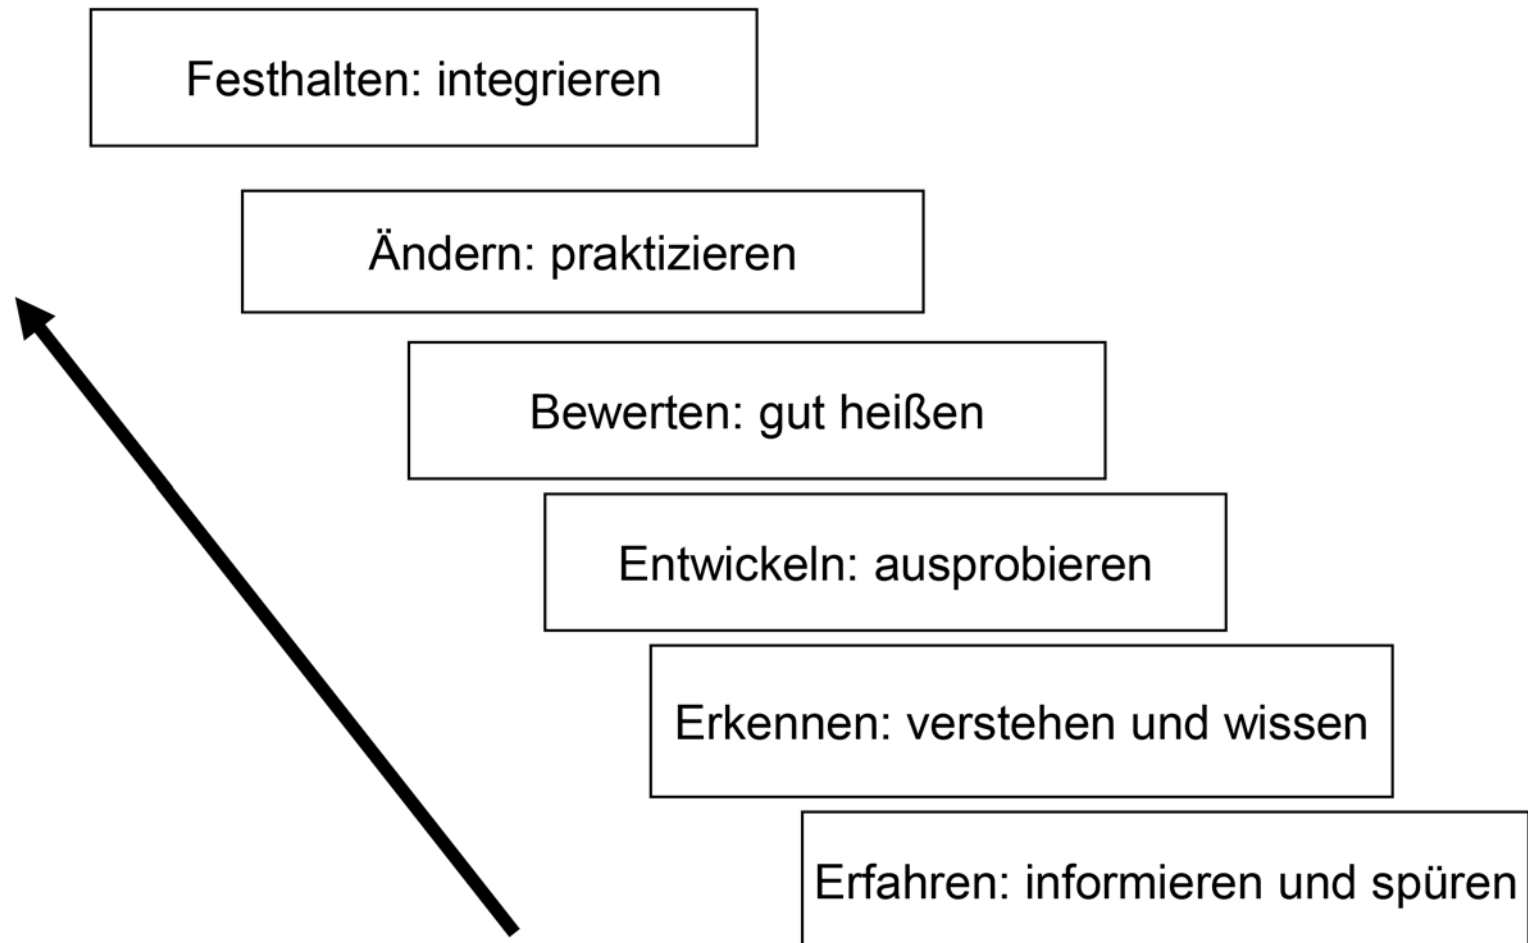 Festhalten: integrieren
Ändern: praktizieren
Bewerten: gut heißen
Entwickeln: ausprobieren
Erkennen: verstehen und wissen
Erfahren: informieren und spüren